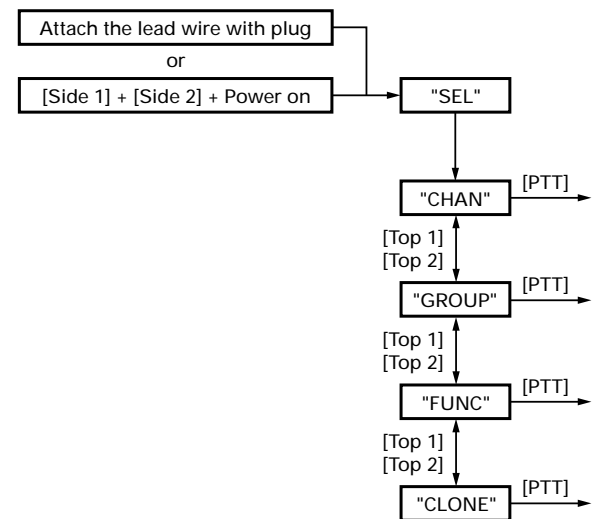 Attach the lead wire with plug
or
[Side 1] + [Side 2] + Power on
"SEL"
"CHAN"
[PTT]
[Top 1]
[Top 2]
"GROUP"
[PTT]
[Top 1]
[Top 2]
"FUNC"
[PTT]
[Top 1]
[Top 2]
"CLONE"
[PTT]